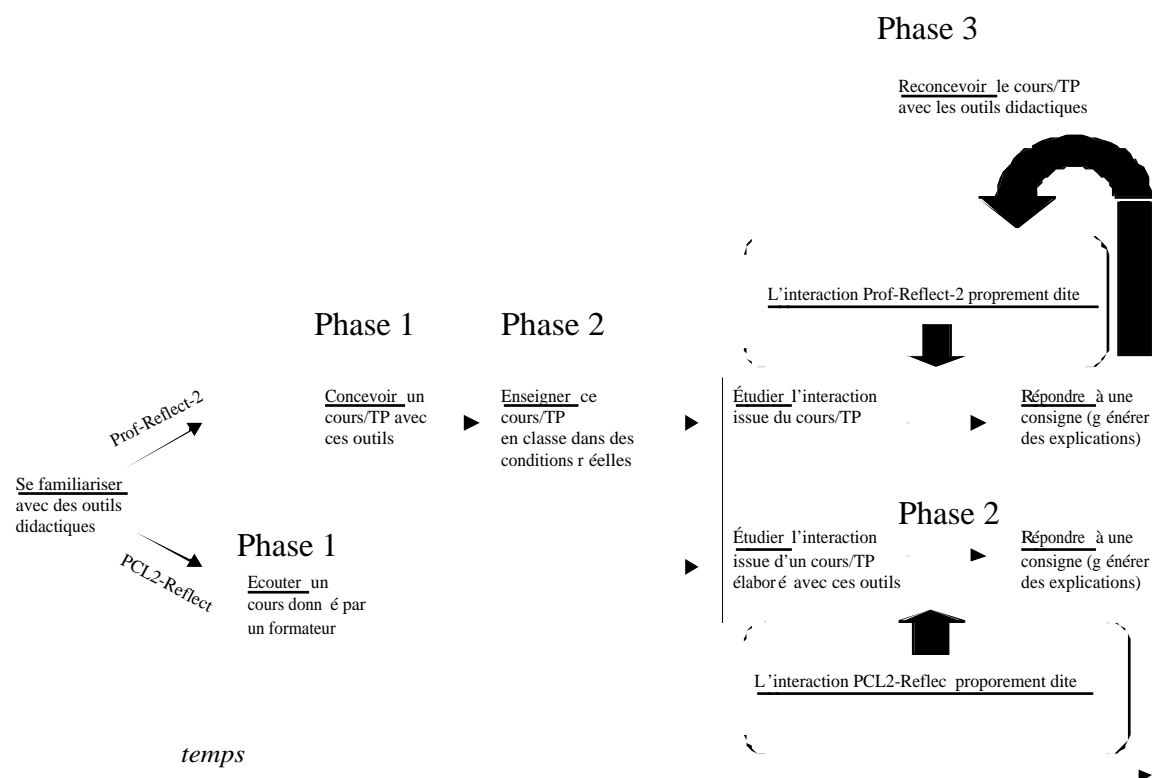 Phase 3
Reconcevoir le cours/TP
avec les outils didactiques
L'interaction Prof-Reflect-2 proprement dite
Phase 1
Phase 2
Prof-Reflect-2
Concevoir un
cours/TP avec
ces outils
Enseigner ce
cours/TP
en classe dans des
conditions r éelles
Étudier l'interaction
issue du cours/TP
Répondre à une
consigne (g énérer
des explications)
Se familiariser
avec des outils
didactiques
PCL2-Reflect
Phase 1
Ecouter un
cours donn é par
un formateur
Phase 2
Étudier l'interaction
issue d'un cours/TP
élabor é avec ces outils
Répondre à une
consigne (g énérer
des explications)
L'interaction PCL2-Reflec proporement dite
temps